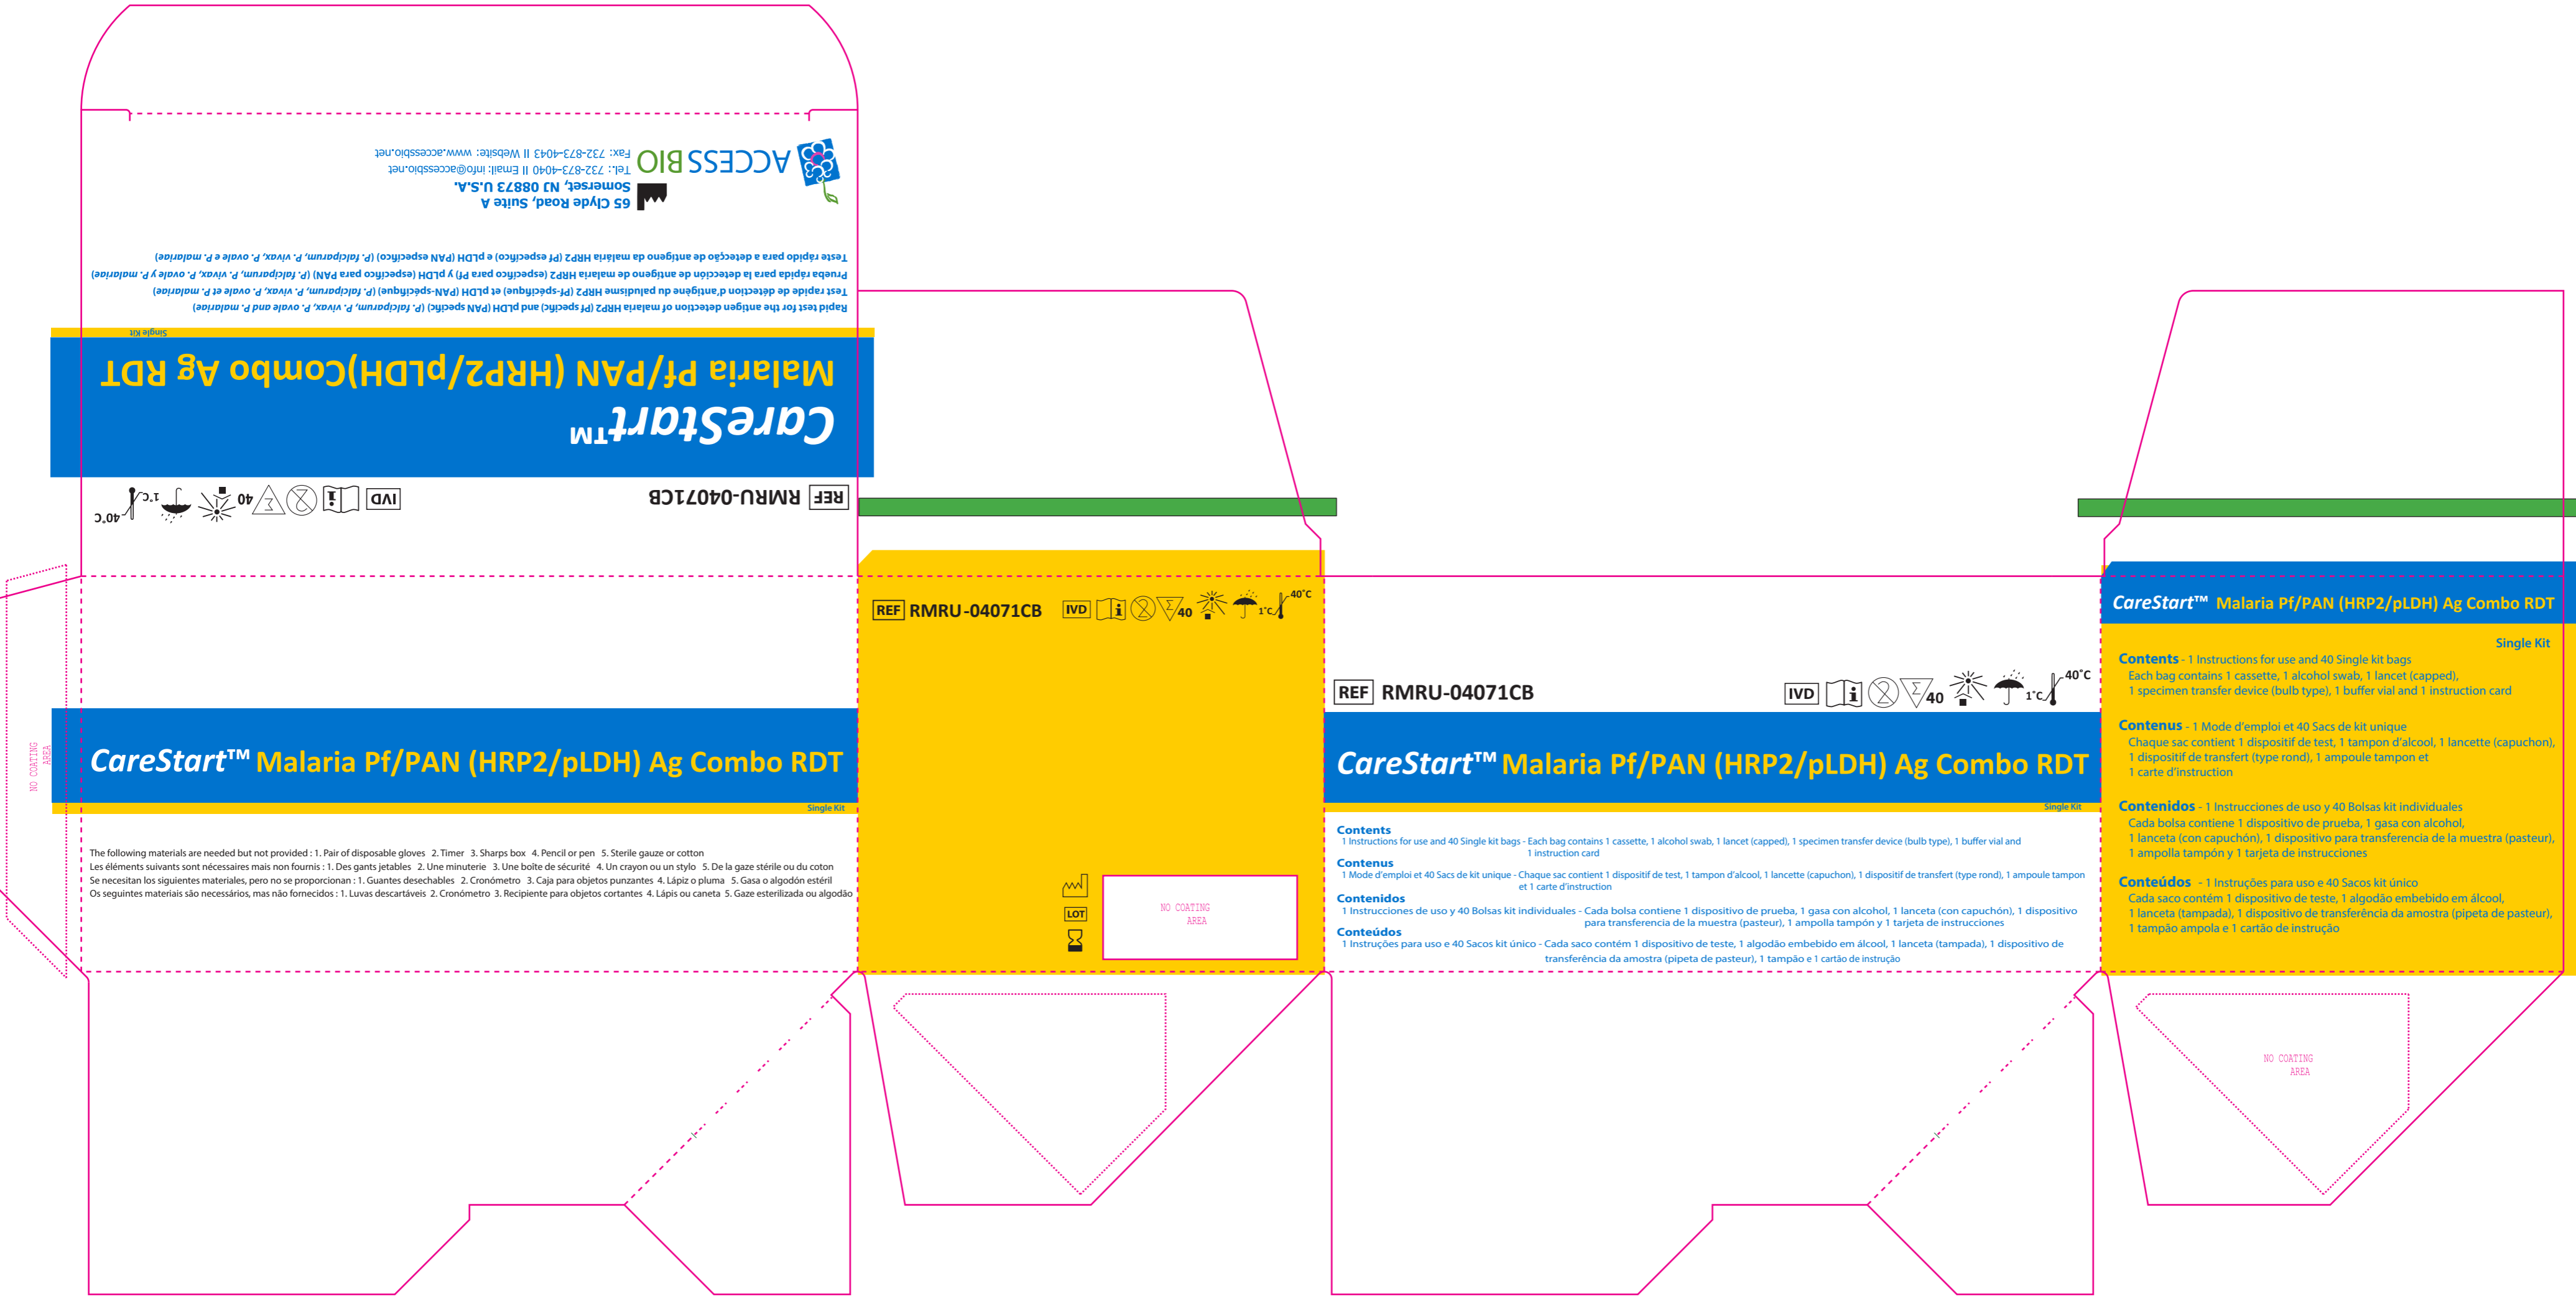 ACCESS BIO
65 Clyde Road, Suite A
Somerset, NJ 08873 U.S.A.
Tel.: 732-873-4040 II Email: info@accessbio.net
Fax: 732-873-4043 II Website: www.accessbio.net
Rapid test for the antigen detection of malaria HRP2 (Pf specific) and pLDH (PAN specific) (P. falciparum, P. vivax, P. ovale and P. malariae)
Test rapide de détection d'antigène du paludisme HRP2 (Pf-spécifique) et pLDH (PAN-spécifique) (P. falciparum, P. vivax, P. ovale et P. malariae)
Prueba rápida para la detección de antígeno de malaria HRP2 (específico para Pf) y pLDH (específico para PAN) (P. falciparum, P. vivax, P. ovale y P. malariae)
Teste rápido para a detecção de antígeno da malária HRP2 (Pf específico) e pLDH (PAN específico) (P. falciparum, P. vivax, P. ovale e P. malariae)
CareStart™
Malaria Pf/PAN (HRP2/pLDH)Combo Ag RDT
Single Kit
REF RMRU-04071CB
IVD i 2 Σ 40 1˚C 40˚C
NO COATING
AREA
CareStart™ Malaria Pf/PAN (HRP2/pLDH) Ag Combo RDT
Single Kit
The following materials are needed but not provided : 1. Pair of disposable gloves 2. Timer 3. Sharps box 4. Pencil or pen 5. Sterile gauze or cotton
Les éléments suivants sont nécessaires mais non fournis : 1. Des gants jetables 2. Une minuterie 3. Une boîte de sécurité 4. Un crayon ou un stylo 5. De la gaze stérile ou du coton
Se necesitan los siguientes materiales, pero no se proporcionan : 1. Guantes desechables 2. Cronómetro 3. Caja para objetos punzantes 4. Lápiz o pluma 5. Gasa o algodón estéril
Os seguintes materiais são necessários, mas não fornecidos : 1. Luvas descartáveis 2. Cronómetro 3. Recipiente para objetos cortantes 4. Lápis ou caneta 5. Gaze esterilizada ou algodão
REF RMRU-04071CB IVD i 2 Σ 40 1˚C 40˚C
LOT
NO COATING
AREA
REF RMRU-04071CB IVD i 2 Σ 40 1˚C 40˚C
CareStart™ Malaria Pf/PAN (HRP2/pLDH) Ag Combo RDT
Single Kit
Contents
1 Instructions for use and 40 Single kit bags - Each bag contains 1 cassette, 1 alcohol swab, 1 lancet (capped), 1 specimen transfer device (bulb type), 1 buffer vial and
1 instruction card
Contenus
1 Mode d'emploi et 40 Sacs de kit unique - Chaque sac contient 1 dispositif de test, 1 tampon d'alcool, 1 lancette (capuchon), 1 dispositif de transfert (type rond), 1 ampoule tampon
et 1 carte d'instruction
Contenidos
1 Instrucciones de uso y 40 Bolsas kit individuales - Cada bolsa contiene 1 dispositivo de prueba, 1 gasa con alcohol, 1 lanceta (con capuchón), 1 dispositivo
para transferencia de la muestra (pasteur), 1 ampolla tampón y 1 tarjeta de instrucciones
Conteúdos
1 Instruções para uso e 40 Sacos kit único - Cada saco contém 1 dispositivo de teste, 1 algodão embebido em álcool, 1 lanceta (tampada), 1 dispositivo de
transferência da amostra (pipeta de pasteur), 1 tampão e 1 cartão de instrução
CareStart™ Malaria Pf/PAN (HRP2/pLDH) Ag Combo RDT
Single Kit
Contents - 1 Instructions for use and 40 Single kit bags
Each bag contains 1 cassette, 1 alcohol swab, 1 lancet (capped),
1 specimen transfer device (bulb type), 1 buffer vial and 1 instruction card
Contenus - 1 Mode d'emploi et 40 Sacs de kit unique
Chaque sac contient 1 dispositif de test, 1 tampon d'alcool, 1 lancette (capuchon),
1 dispositif de transfert (type rond), 1 ampoule tampon et
1 carte d'instruction
Contenidos - 1 Instrucciones de uso y 40 Bolsas kit individuales
Cada bolsa contiene 1 dispositivo de prueba, 1 gasa con alcohol,
1 lanceta (con capuchón), 1 dispositivo para transferencia de la muestra (pasteur),
1 ampolla tampón y 1 tarjeta de instrucciones
Conteúdos - 1 Instruções para uso e 40 Sacos kit único
Cada saco contém 1 dispositivo de teste, 1 algodão embebido em álcool,
1 lanceta (tampada), 1 dispositivo de transferência da amostra (pipeta de pasteur),
1 tampão ampola e 1 cartão de instrução
NO COATING
AREA